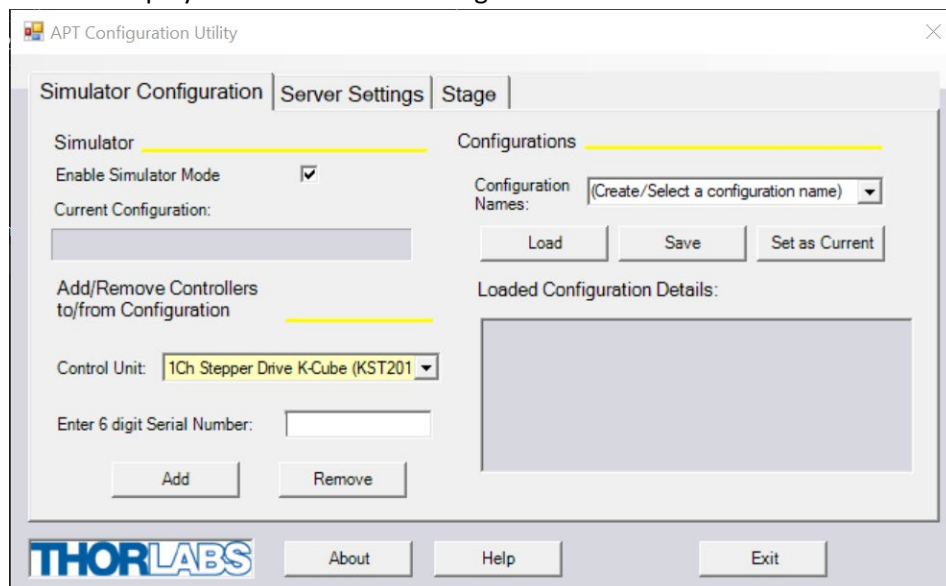 APT Configuration Utility
Simulator Configuration
Server Settings
Stage
Simulator
Enable Simulator Mode
Current Configuration:
Add/Remove Controllers
to/from Configuration
Control Unit: 1Ch Stepper Drive K-Cube (KST201
Enter 6 digit Serial Number:
Add
Remove
Configurations
Configuration
Names:
(Create/Select a configuration name)
Load
Save
Set as Current
Loaded Configuration Details:
THORLABS
About
Help
Exit